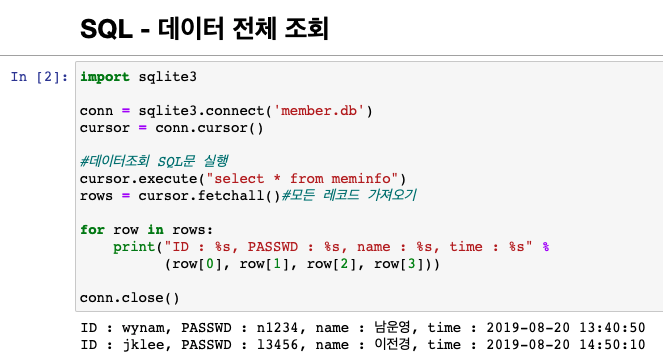 SQL - 데이터 전체 조회
In [2]: import sqlite3
conn = sqlite3.connect('member.db')
cursor = conn.cursor()
#데이터조회 SQL문 실행
cursor.execute("select * from meminfo")
rows = cursor.fetchall()#모든 레코드 가져오기
for row in rows:
    print("ID : %s, PASSWD : %s, name : %s, time : %s" %
          (row[0], row[1], row[2], row[3]))
conn.close()
ID : wynam, PASSWD : n1234, name : 남운영, time : 2019-08-20 13:40:50
ID : jklee, PASSWD : l3456, name : 이전경, time : 2019-08-20 14:50:10